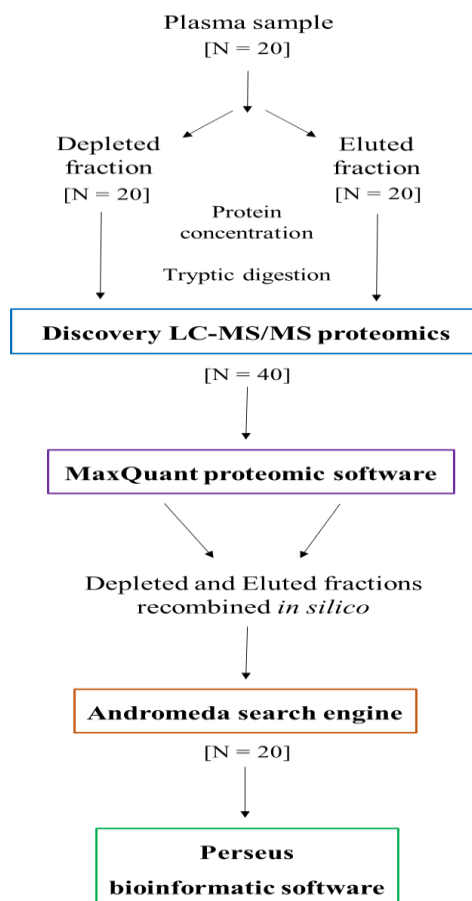 Plasma sample
[N = 20]
Depleted
fraction
[N = 20]
Eluted
fraction
[N = 20]
Protein
concentration
Tryptic digestion
Discovery LC-MS/MS proteomics
[N = 40]
MaxQuant proteomic software
Depleted and Eluted fractions
recombined in silico
Andromeda search engine
[N = 20]
Perseus
bioinformatic software